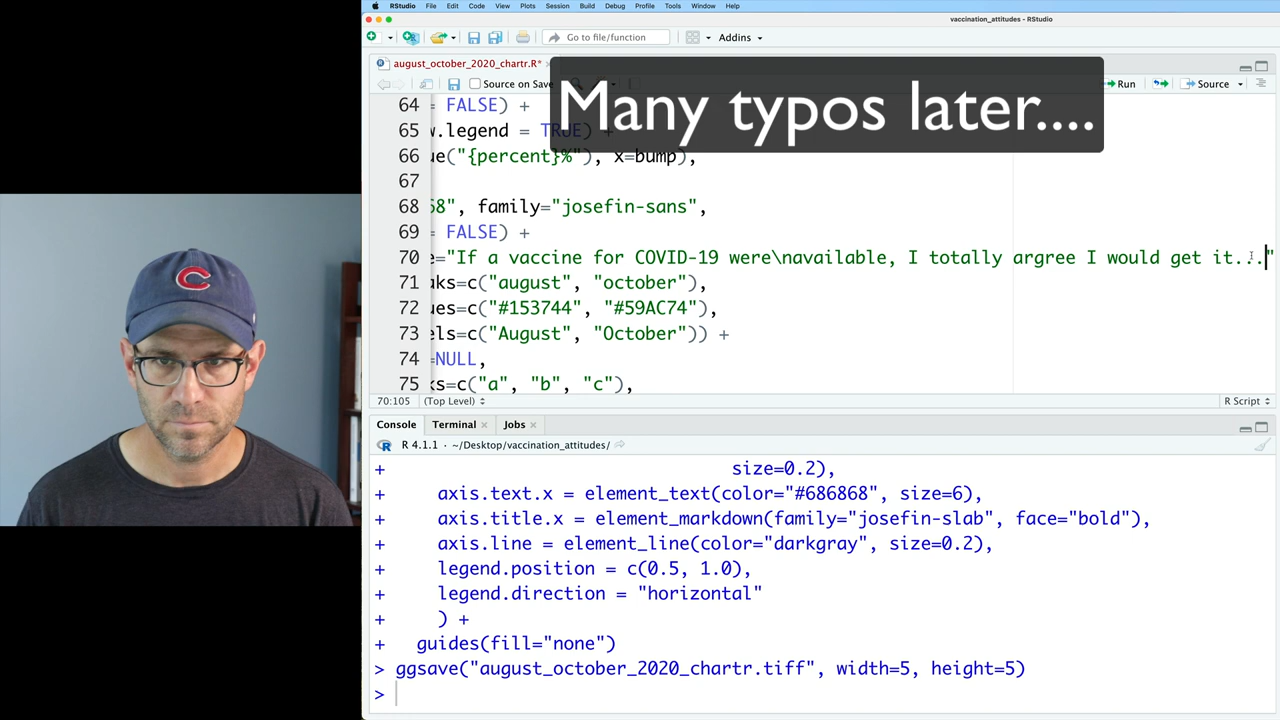 RStudio File Edit Code View Plots Session Build Debug Profile Tools Window Help
vaccination_attitudes - RStudio
Go to file/function Addins
august_october_2020_chartr.R*
Source on Save Run Source
Many typos later....
64 = FALSE) +
65 w.legend = TRUE) +
66 ue("{percent}%"), x=bump),
67
68 68", family="josefin-sans",
69 = FALSE) +
70 e="If a vaccine for COVID-19 were\navailable, I totally argree I would get it..."
71 aks=c("august", "october"),
72 ues=c("#153744", "#59AC74"),
73 els=c("August", "October")) +
74 =NULL,
75 ks=c("a", "b", "c"),
70:105 (Top Level) R Script
Console Terminal Jobs
R 4.1.1 · ~/Desktop/vaccination_attitudes/
+ size=0.2),
+ axis.text.x = element_text(color="#686868", size=6),
+ axis.title.x = element_markdown(family="josefin-slab", face="bold"),
+ axis.line = element_line(color="darkgray", size=0.2),
+ legend.position = c(0.5, 1.0),
+ legend.direction = "horizontal"
+ ) +
+ guides(fill="none")
> ggsave("august_october_2020_chartr.tiff", width=5, height=5)
>